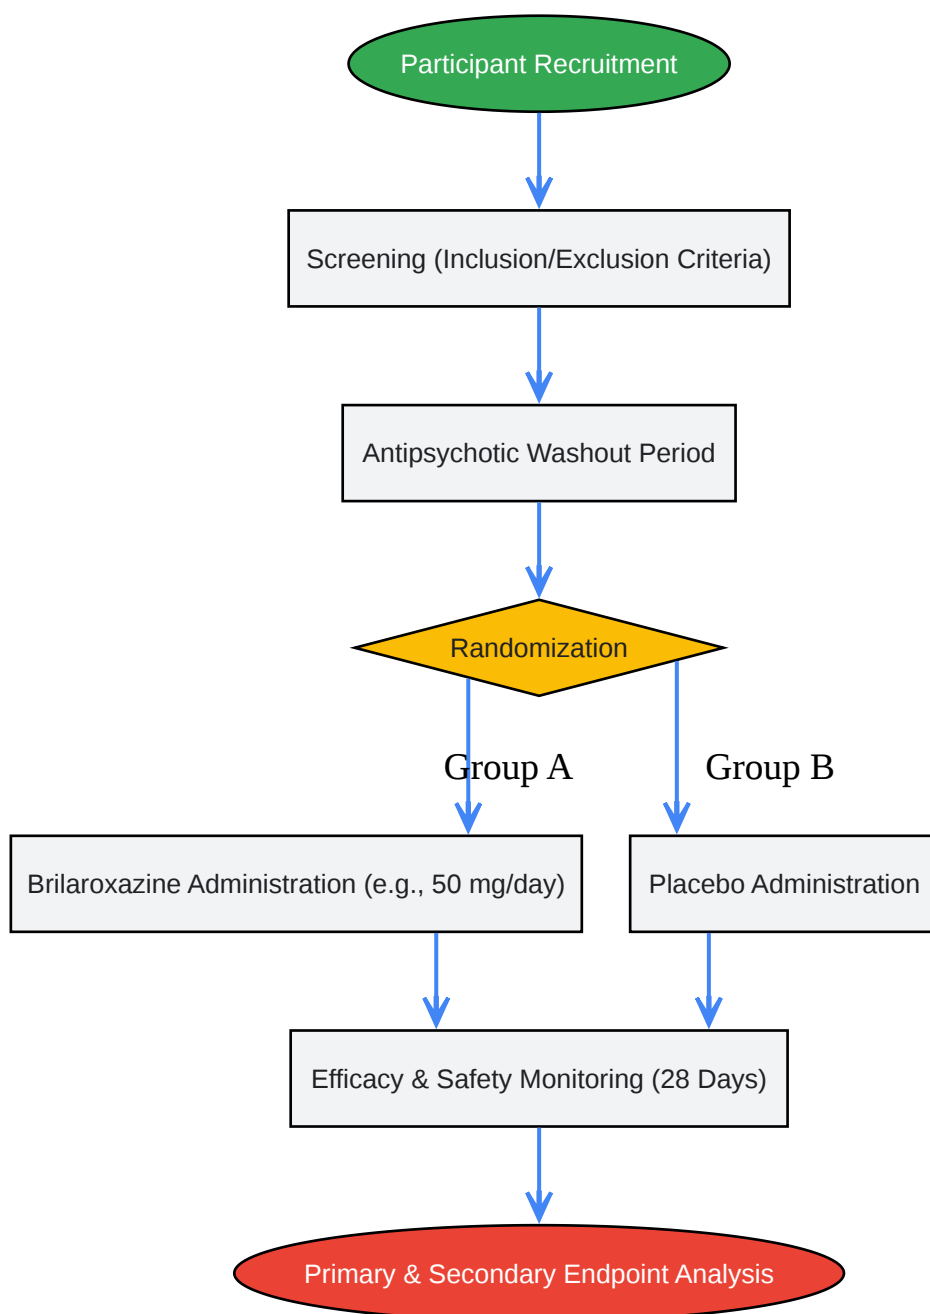 Participant Recruitment
Screening (Inclusion/Exclusion Criteria)
Antipsychotic Washout Period
Randomization
Group A
Group B
Brilaroxazine Administration (e.g., 50 mg/day)
Placebo Administration
Efficacy & Safety Monitoring (28 Days)
Primary & Secondary Endpoint Analysis